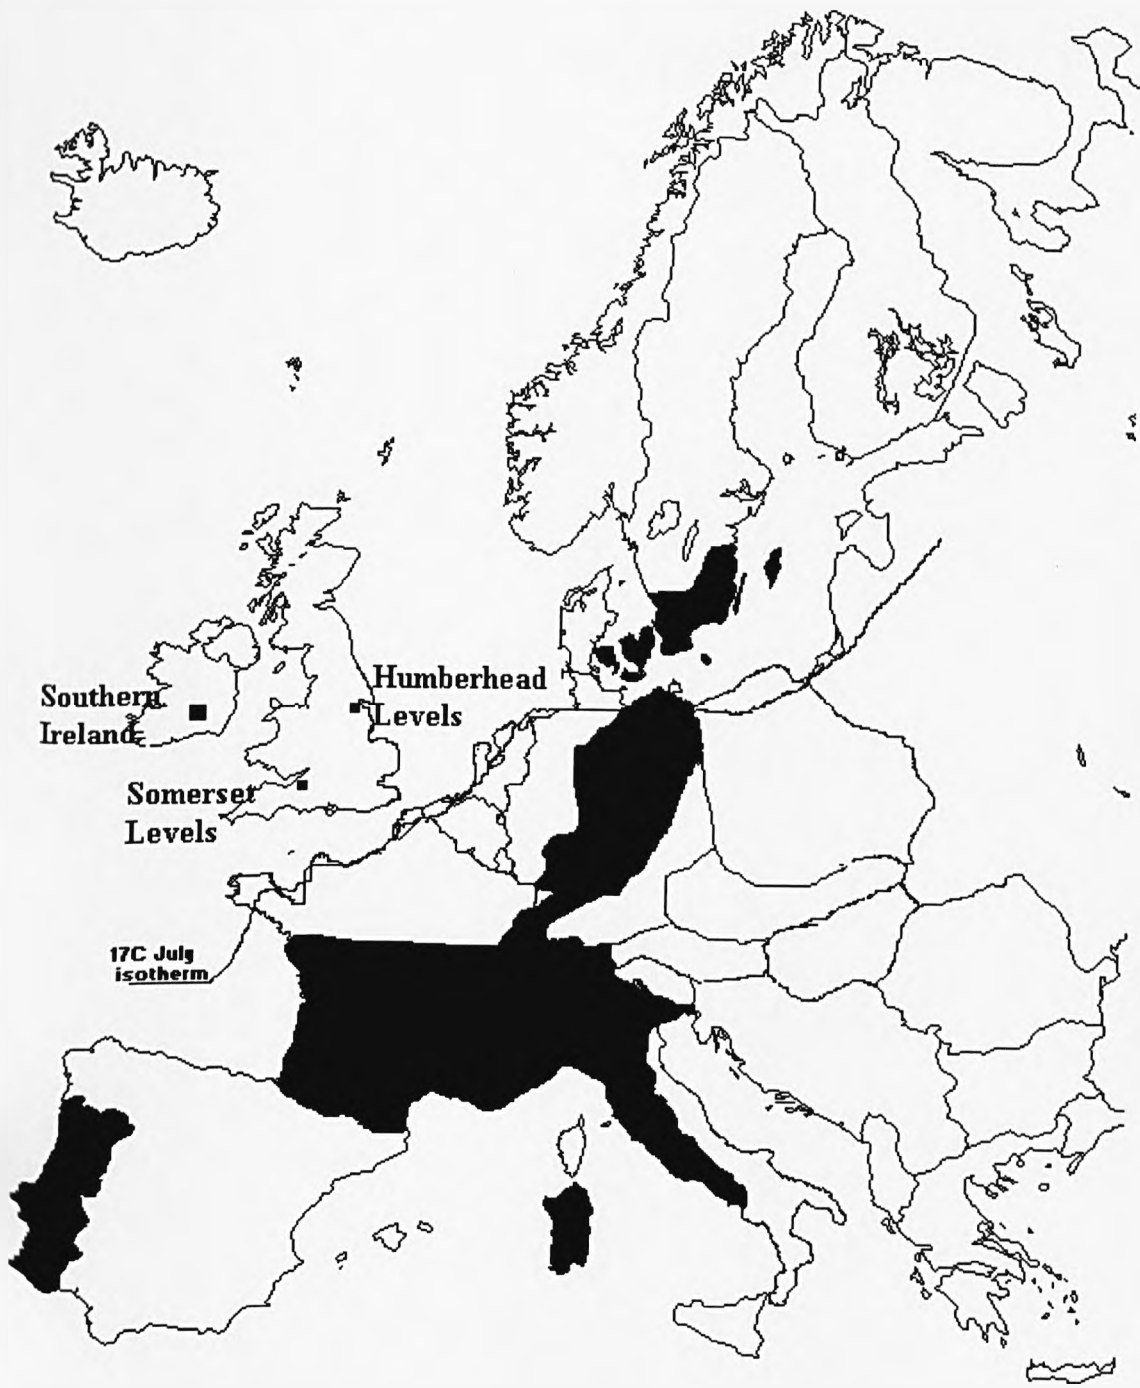 Humberhead
Levels
Southern
Ireland
Somerset
Levels
17C July
isotherm